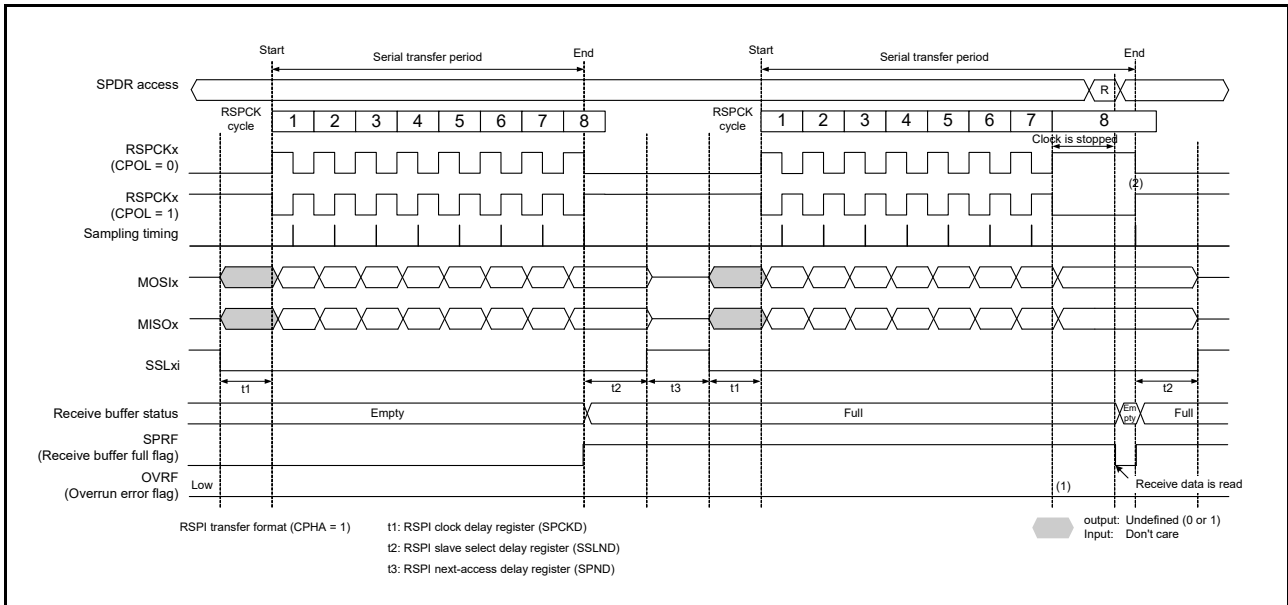 Start
Serial transfer period
End
Start
Serial transfer period
End
SPDR access
R
RSPCK
cycle
1 2 3 4 5 6 7 8
RSPCK
cycle
1 2 3 4 5 6 7 8
Clock is stopped
RSPCKx
(CPOL = 0)
RSPCKx
(CPOL = 1)
(2)
Sampling timing
MOSIx
MISOx
SSLxi
t1
t2
t3
t1
t2
Receive buffer status
Empty
Full
Em
pty
Full
SPRF
(Receive buffer full flag)
OVRF
(Overrun error flag)
Low
(1)
Receive data is read
RSPI transfer format (CPHA = 1)
t1: RSPI clock delay register (SPCKD)
t2: RSPI slave select delay register (SSLND)
t3: RSPI next-access delay register (SPND)
output: Undefined (0 or 1)
Input: Don't care